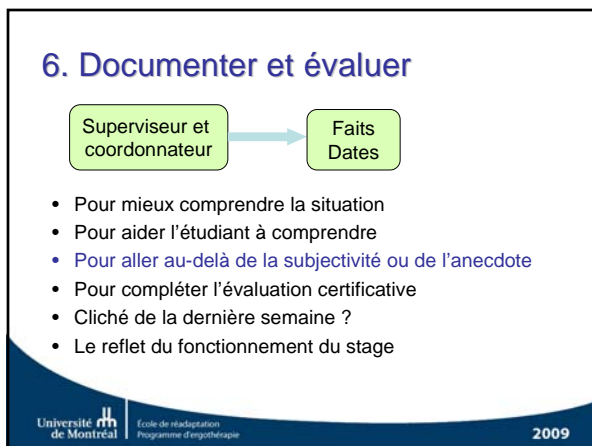 6. Documenter et évaluer
Superviseur et
coordonnateur
Faits
Dates
• Pour mieux comprendre la situation
• Pour aider l'étudiant à comprendre
• Pour aller au-delà de la subjectivité ou de l'anecdote
• Pour compléter l'évaluation certificative
• Cliché de la dernière semaine ?
• Le reflet du fonctionnement du stage
Université
de Montréal
École de réadaptation
Programme d'ergothérapie
2009